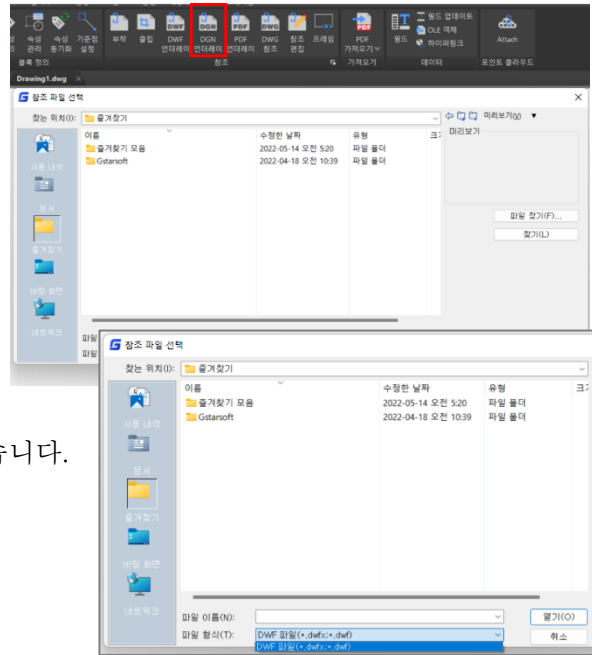 속성 관리
속성 동기화
기준점 설정
부착
클립
DWF 언더레이
DGN 언더레이
PDF 언더레이
DWG 참조
참조 편집
프레임
PDF 가져오기
필드
필드 업데이트
OLE 객체
하이퍼링크
Attach
블록 정의
참조
가져오기
데이터
포인트 클라우드
Drawing1.dwg
참조 파일 선택
찾는 위치(I):
즐겨찾기
미리보기(V)
이름
수정한 날짜
유형
크기
미리보기
즐겨찾기 모음
2022-05-14 오전 5:20
파일 폴더
Gstarsoft
2022-04-18 오전 10:39
파일 폴더
사용 내역
문서
즐겨찾기
바탕 화면
네트워크
파일 찾기(F)...
찾기(L)
파일
파일
참조 파일 선택
찾는 위치(I):
즐겨찾기
이름
수정한 날짜
유형
크기
즐겨찾기 모음
2022-05-14 오전 5:20
파일 폴더
Gstarsoft
2022-04-18 오전 10:39
파일 폴더
사용 내역
문서
즐겨찾기
바탕 화면
네트워크
파일 이름(N):
열기(O)
파일 형식(T):
DWF 파일(*.dwfx;*.dwf)
취소
DWF 파일(*.dwfx;*.dwf)
습니다.